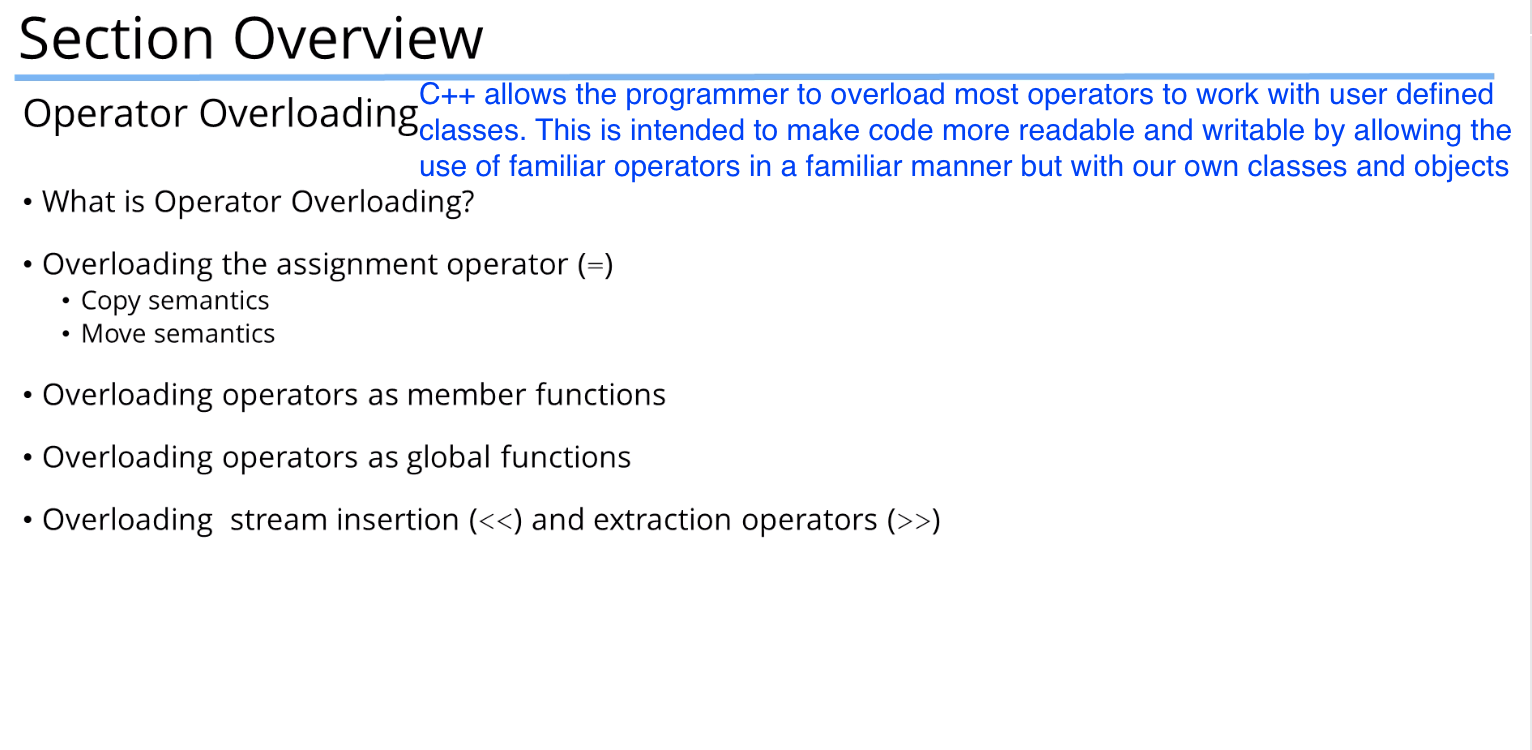 Section Overview
Operator Overloading
C++ allows the programmer to overload most operators to work with user defined
classes. This is intended to make code more readable and writable by allowing the
use of familiar operators in a familiar manner but with our own classes and objects
• What is Operator Overloading?
• Overloading the assignment operator (=)
• Copy semantics
• Move semantics
• Overloading operators as member functions
• Overloading operators as global functions
• Overloading  stream insertion (<<) and extraction operators (>>)